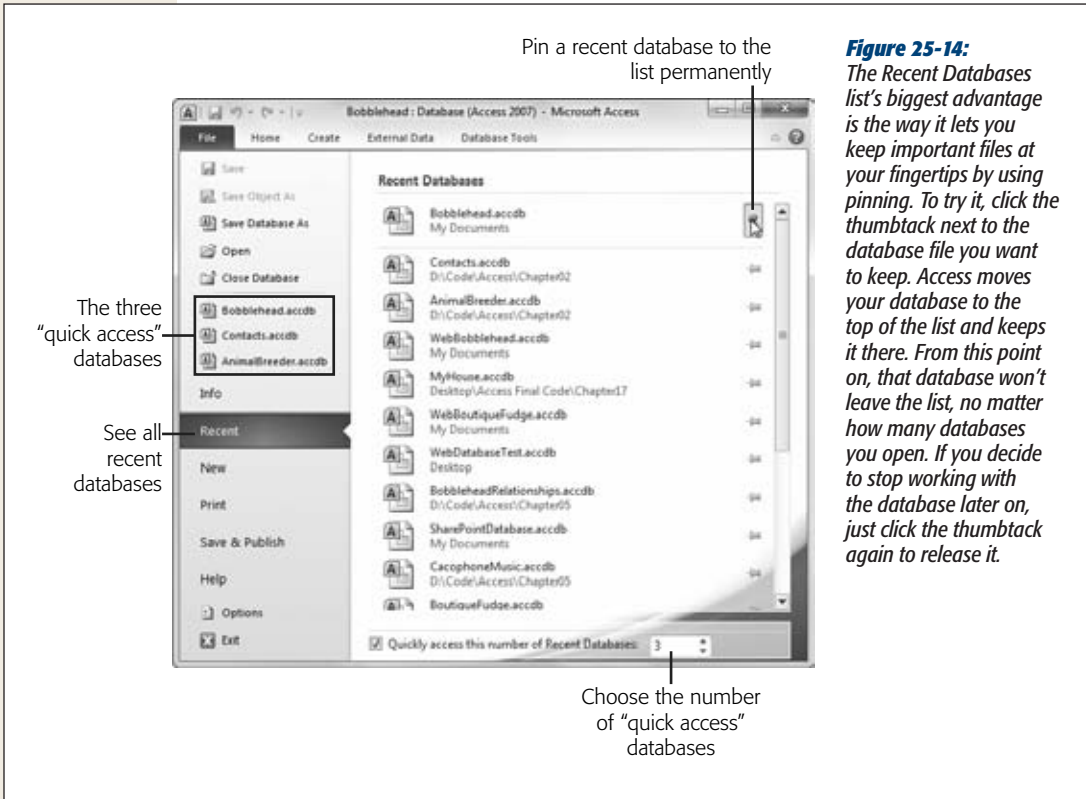 Pin a recent database to the
list permanently
Figure 25-14:
The Recent Databases
list's biggest advantage
is the way it lets you
keep important files at
your fingertips by using
pinning. To try it, click the
thumbtack next to the
database file you want
to keep. Access moves
your database to the
top of the list and keeps
it there. From this point
on, that database won't
leave the list, no matter
how many databases
you open. If you decide
to stop working with
the database later on,
just click the thumbtack
again to release it.
Bobblehead : Database (Access 2007) - Microsoft Access
File Home Create External Data Database Tools
Save
Save Object As
Save Database As
Open
Close Database
Bobblehead.accdb
Contacts.accdb
AnimalBreeder.accdb
Info
Recent
New
Print
Save & Publish
Help
Options
Exit
The three
"quick access"
databases
See all
recent
databases
Recent Databases
Bobblehead.accdb
My Documents
Contacts.accdb
D:\Code\Access\Chapter02
AnimalBreeder.accdb
D:\Code\Access\Chapter02
WebBobblehead.accdb
My Documents
MyHouse.accdb
Desktop\Access Final Code\Chapter17
WebBoutiqueFudge.accdb
My Documents
WebDatabaseTest.accdb
Desktop
BobbleheadRelationships.accdb
D:\Code\Access\Chapter05
SharePointDatabase.accdb
My Documents
CacophoneMusic.accdb
D:\Code\Access\Chapter05
BoutiqueFudge.accdb
Quickly access this number of Recent Databases: 3
Choose the number
of "quick access"
databases